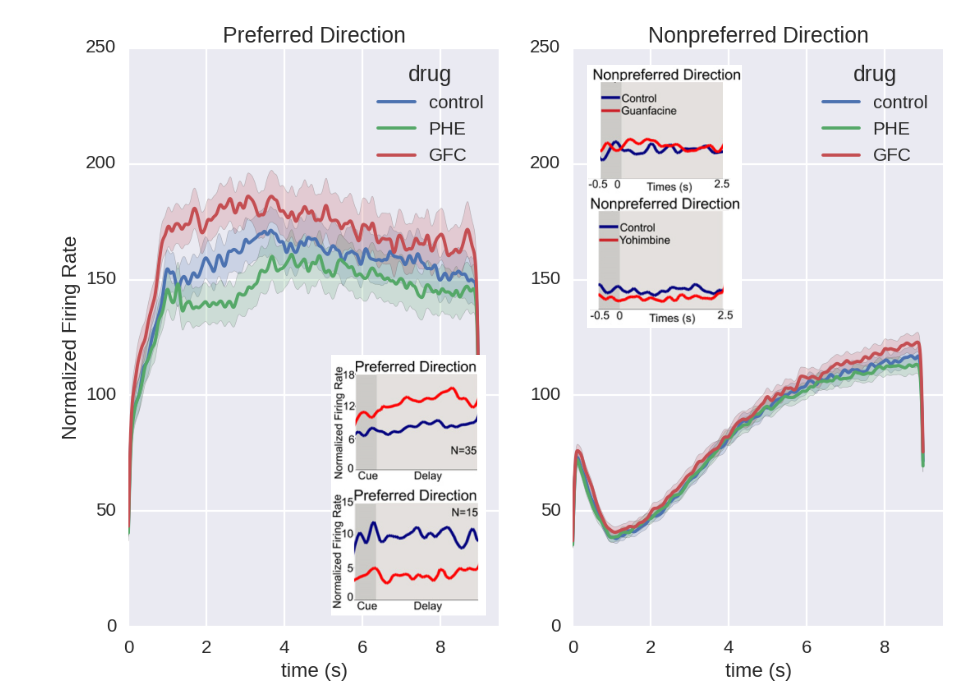 Preferred Direction
250
200
150
100
50
0
Normalized Firing Rate
0 2 4 6 8
time (s)
drug
control
PHE
GFC
Preferred Direction
Normalized Firing Rate
18
12
6
0
N=35
Cue Delay
Preferred Direction
Normalized Firing Rate
15
10
5
0
N=15
Cue Delay
Nonpreferred Direction
250
200
150
100
50
0
0 2 4 6 8
time (s)
drug
control
PHE
GFC
Nonpreferred Direction
Control
Guanfacine
-0.5 0 2.5
Times (s)
Nonpreferred Direction
Control
Yohimbine
-0.5 0 2.5
Times (s)